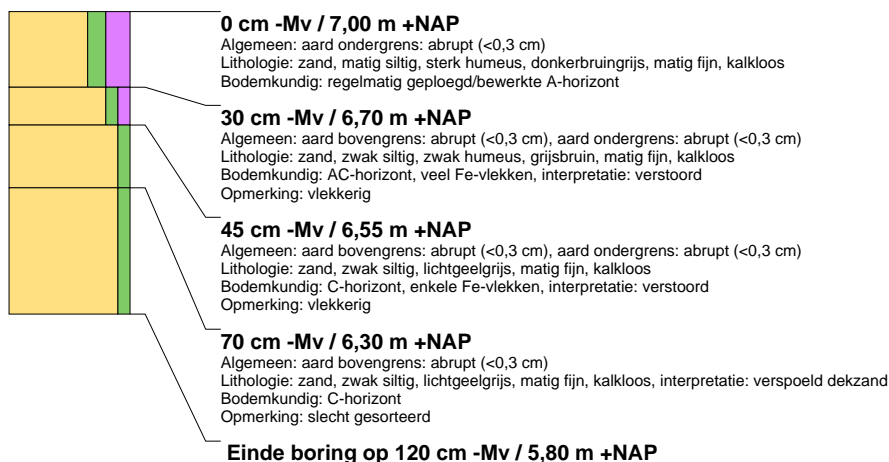 0 cm -Mv / 7,00 m +NAP
Algemeen: aard ondergrens: abrupt (<0,3 cm)
Lithologie: zand, matig siltig, sterk humeus, donkerbruingrijs, matig fijn, kalkloos
Bodemkundig: regelmatig geploegd/bewerkte A-horizont
30 cm -Mv / 6,70 m +NAP
Algemeen: aard bovengrens: abrupt (<0,3 cm), aard ondergrens: abrupt (<0,3 cm)
Lithologie: zand, zwak siltig, zwak humeus, grijsbruin, matig fijn, kalkloos
Bodemkundig: AC-horizont, veel Fe-vlekken, interpretatie: verstoord
Opmerking: vlekkerig
45 cm -Mv / 6,55 m +NAP
Algemeen: aard bovengrens: abrupt (<0,3 cm), aard ondergrens: abrupt (<0,3 cm)
Lithologie: zand, zwak siltig, lichtgeelgrijs, matig fijn, kalkloos
Bodemkundig: C-horizont, enkele Fe-vlekken, interpretatie: verstoord
Opmerking: vlekkerig
70 cm -Mv / 6,30 m +NAP
Algemeen: aard bovengrens: abrupt (<0,3 cm)
Lithologie: zand, zwak siltig, lichtgeelgrijs, matig fijn, kalkloos, interpretatie: verspoeld dekzand
Bodemkundig: C-horizont
Opmerking: slecht gesorteerd
Einde boring op 120 cm -Mv / 5,80 m +NAP